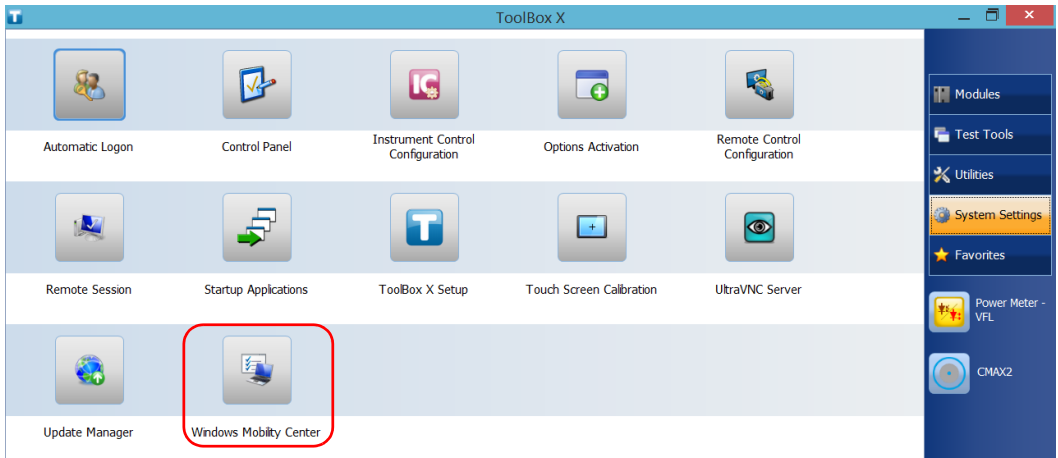 ToolBox X
Automatic Logon
Control Panel
Instrument Control
Configuration
Options Activation
Remote Control
Configuration
Remote Session
Startup Applications
ToolBox X Setup
Touch Screen Calibration
UltraVNC Server
Update Manager
Windows Mobility Center
Modules
Test Tools
Utilities
System Settings
Favorites
Power Meter -
VFL
CMAX2